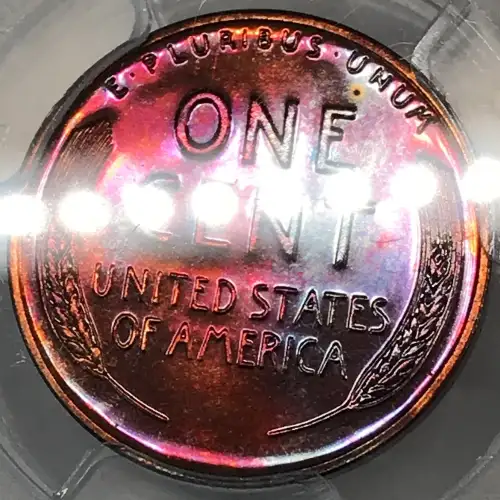 E·PLURIBUS·UNUM
ONE
CENT
UNITED STATES
OF AMERICA